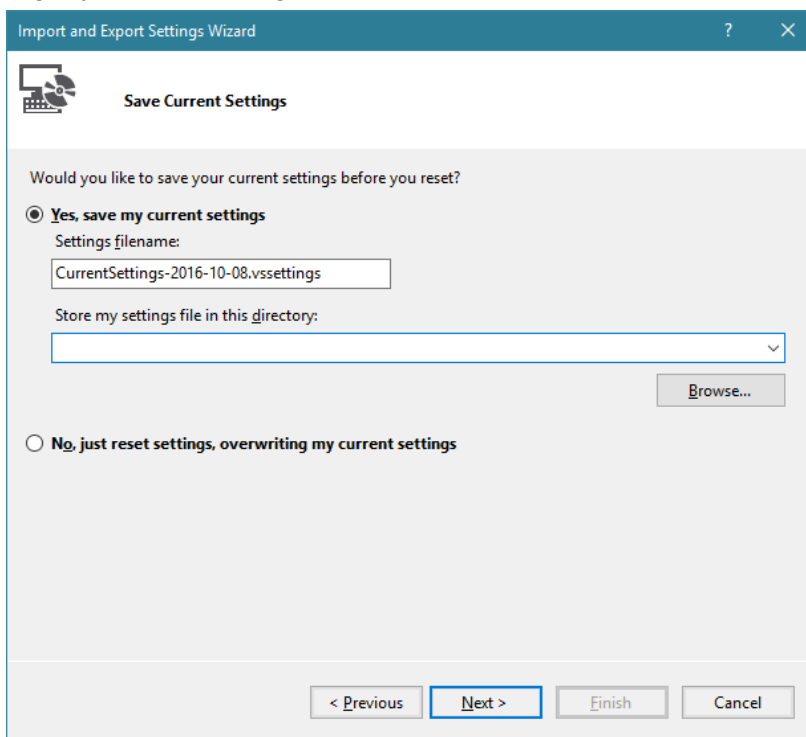 Import and Export Settings Wizard ?
Save Current Settings
Would you like to save your current settings before you reset?
Yes, save my current settings
Settings filename:
CurrentSettings-2016-10-08.vssettings
Store my settings file in this directory:
Browse...
No, just reset settings, overwriting my current settings
< Previous Next > Finish Cancel